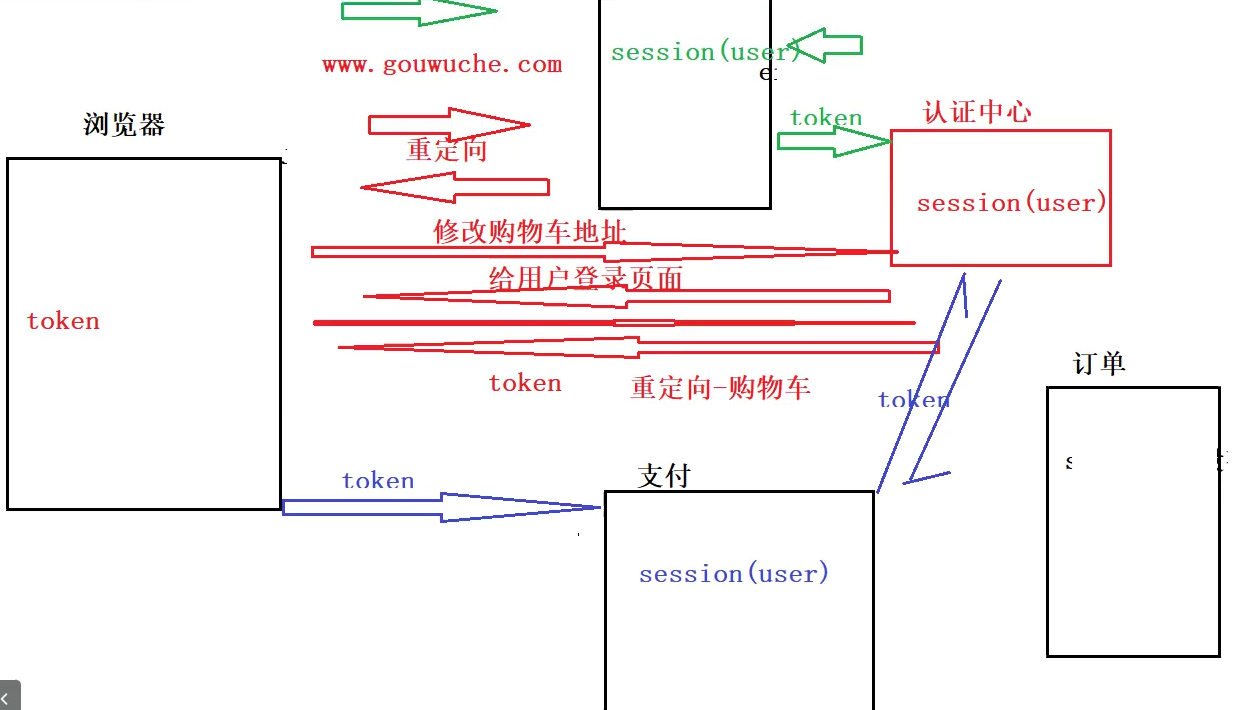 session(user)
www.gouwuche.com
浏览器
认证中心
token
重定向
session(user)
修改购物车地址
给用户登录页面
token
订单
token
重定向-购物车
token
支付
token
session(user)